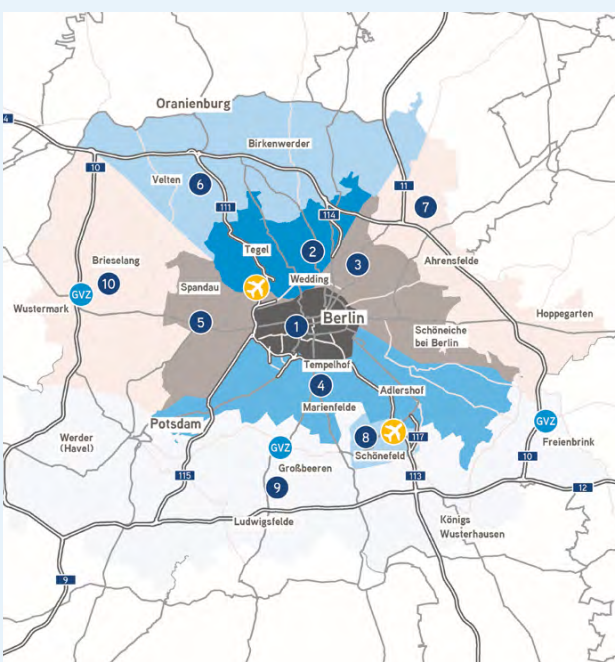 Oranienburg
4
Birkenwerder
10
Velten
6
11
111
114
7
2
Tegel
3
Brieselang
Ahrensfelde
10
Wedding
Spandau
GVZ
Wustermark
Hoppegarten
5
1
Berlin
Schöneiche
bei Berlin
Tempelhof
4
Adlershof
Marienfelde
Potsdam
GVZ
8
117
Werder
(Havel)
GVZ
Schönefeld
Freienbrink
Großbeeren
10
115
113
9
12
Ludwigsfelde
Königs
Wusterhausen
9